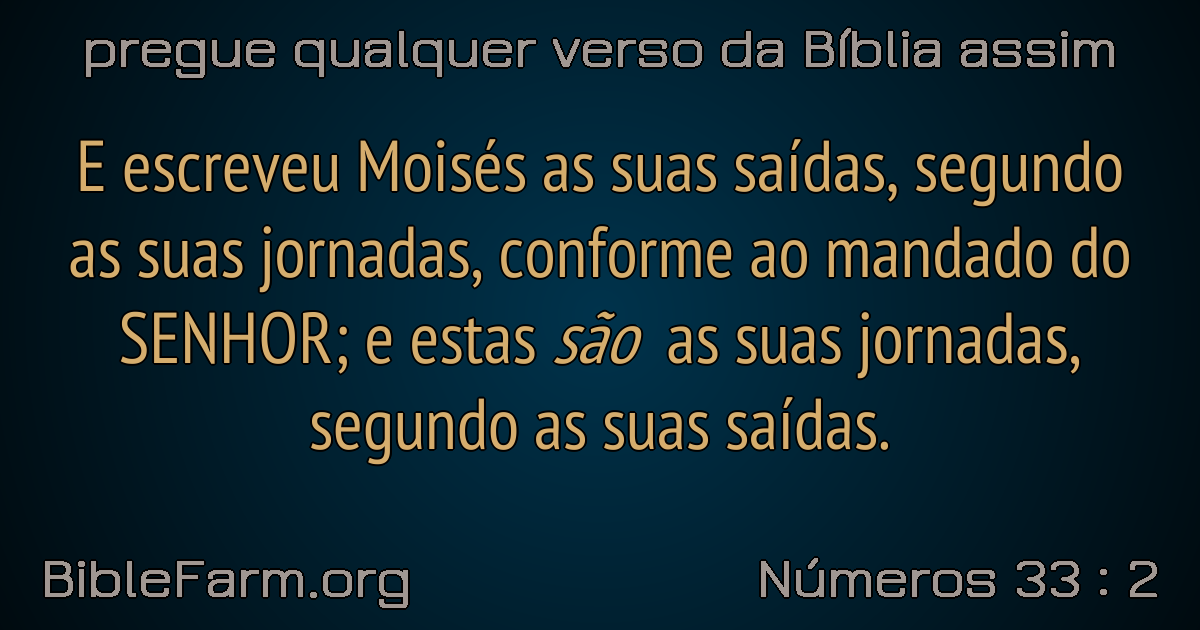 pregue qualquer verso da Bíblia assim
E escreveu Moisés as suas saídas, segundo
as suas jornadas, conforme ao mandado do
SENHOR; e estas são as suas jornadas,
segundo as suas saídas.
BibleFarm.org
Números 33 : 2